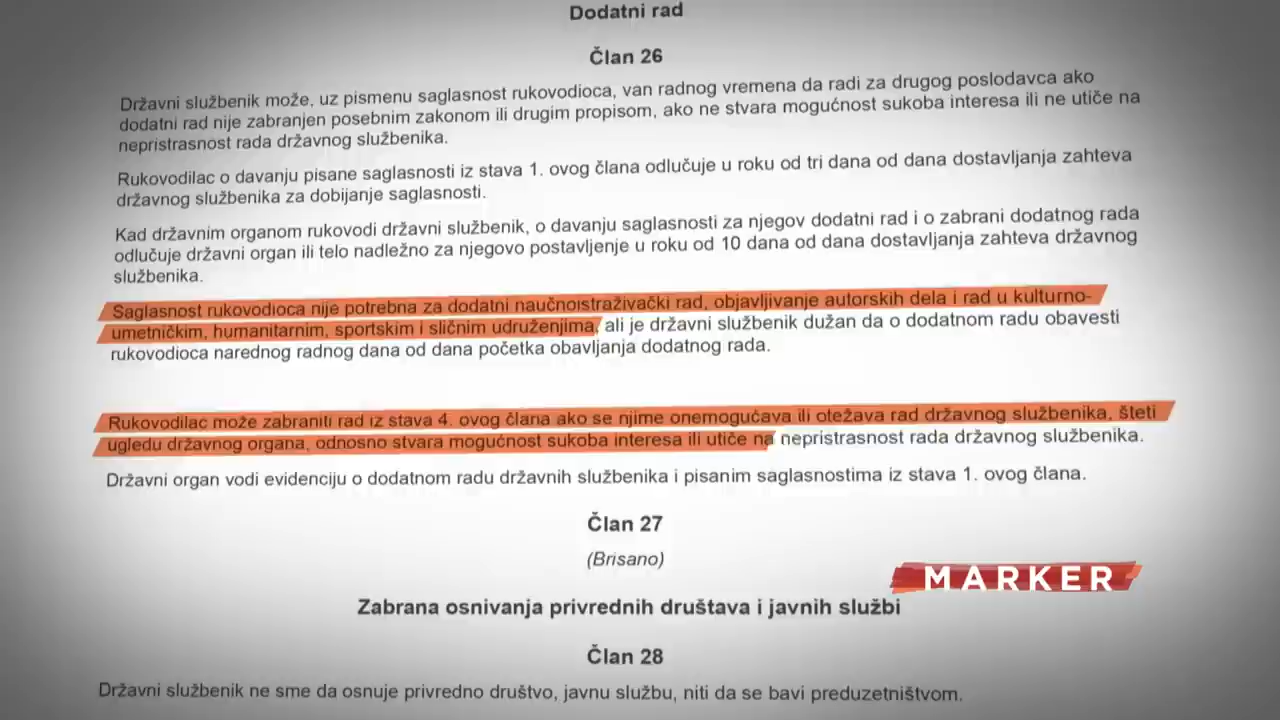 Dodatni rad
Član 26
Državni službenik može, uz pismenu saglasnost rukovodioca, van radnog vremena da radi za drugog poslodavca ako
dodatni rad nije zabranjen posebnim zakonom ili drugim propisom, ako ne stvara mogućnost sukoba interesa ili ne utiče na
nepristrasnost rada državnog službenika.
Rukovodilac o davanju pisane saglasnosti iz stava 1. ovog člana odlučuje u roku od tri dana od dana dostavljanja zahteva
državnog službenika za dobijanje saglasnosti.
Kad državnim organom rukovodi državni službenik, o davanju saglasnosti za njegov dodatni rad i o zabrani dodatnog rada
odlučuje državni organ ili telo nadležno za njegovo postavljenje u roku od 10 dana od dana dostavljanja zahteva državnog
službenika.
Saglasnost rukovodioca nije potrebna za dodatni naučnoistraživački rad, objavljivanje autorskih dela i rad u kulturno-
umetničkim, humanitarnim, sportskim i sličnim udruženjima, ali je državni službenik dužan da o dodatnom radu obavesti
rukovodioca narednog radnog dana od dana početka obavljanja dodatnog rada.
Rukovodilac može zabraniti rad iz stava 4. ovog člana ako se njime onemogućava ili otežava rad državnog službenika, šteti
ugledu državnog organa, odnosno stvara mogućnost sukoba interesa ili utiče na nepristrasnost rada državnog službenika.
Državni organ vodi evidenciju o dodatnom radu državnih službenika i pisanim saglasnostima iz stava 1. ovog člana.
Član 27
(Brisano)
MARKER
Zabrana osnivanja privrednih društava i javnih službi
Član 28
Državni službenik ne sme da osnuje privredno društvo, javnu službu, niti da se bavi preduzetništvom.